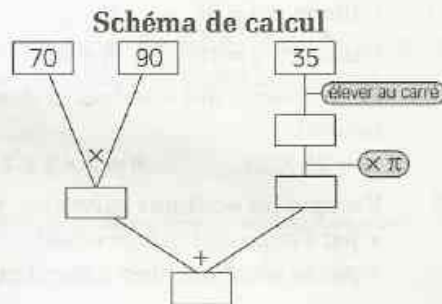 Schéma de calcul
70 90 35
élever au carré
×
× π
+